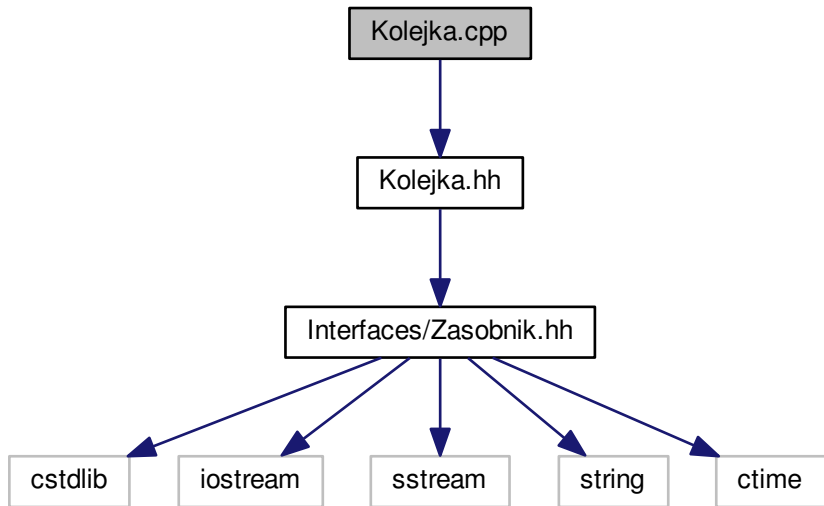 Kolejka.cpp
Kolejka.hh
Interfaces/Zasobnik.hh
cstdlib
iostream
sstream
string
ctime